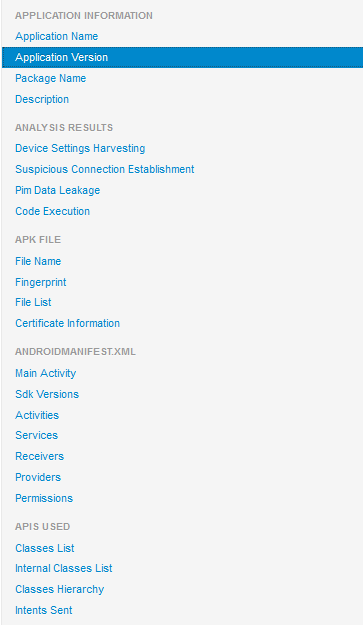 APPLICATION INFORMATION
Application Name
Application Version
Package Name
Description
ANALYSIS RESULTS
Device Settings Harvesting
Suspicious Connection Establishment
Pim Data Leakage
Code Execution
APK FILE
File Name
Fingerprint
File List
Certificate Information
ANDROIDMANIFEST.XML
Main Activity
Sdk Versions
Activities
Services
Receivers
Providers
Permissions
APIS USED
Classes List
Internal Classes List
Classes Hierarchy
Intents Sent